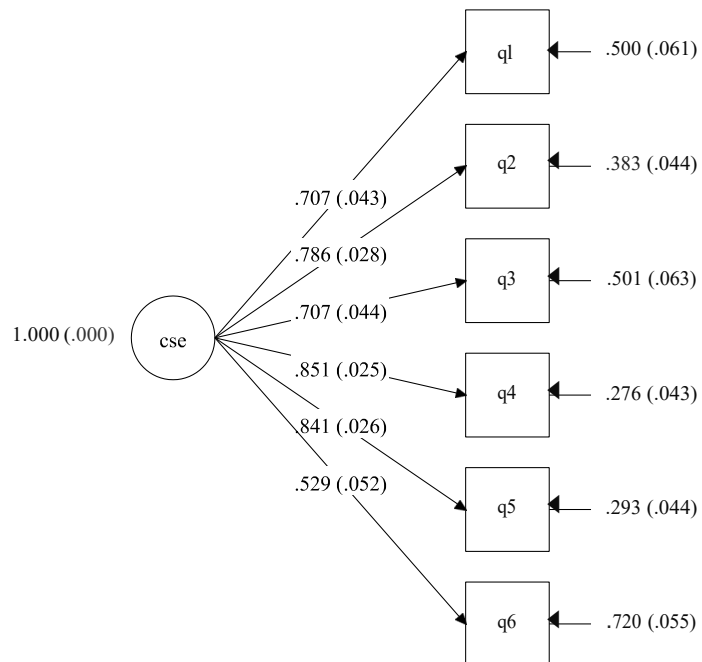 ql
.500 (.061)
q2
.383 (.044)
.707 (.043)
.786 (.028)
q3
.501 (.063)
.707 (.044)
1.000 (.000)
cse
.851 (.025)
q4
.276 (.043)
.841 (.026)
.529 (.052)
q5
.293 (.044)
q6
.720 (.055)